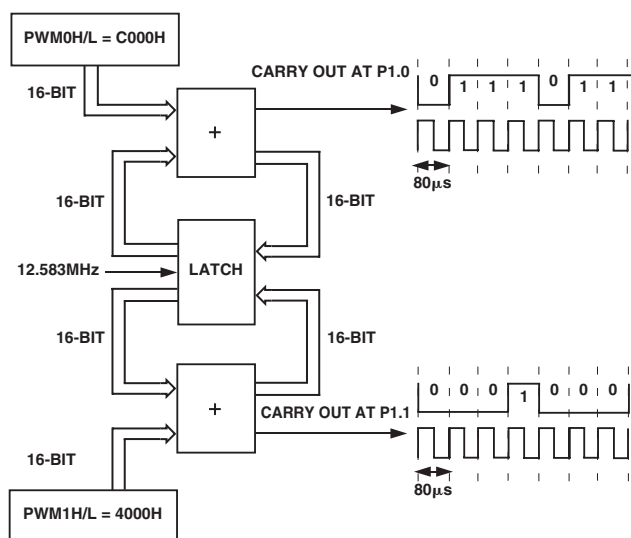 PWM0H/L = C000H
16-BIT
CARRY OUT AT P1.0
0 1 1 1 0 1 1
+
80μs
16-BIT
16-BIT
12.583MHz
LATCH
16-BIT
16-BIT
+
CARRY OUT AT P1.1
0 0 0 1 0 0 0
80μs
16-BIT
PWM1H/L = 4000H